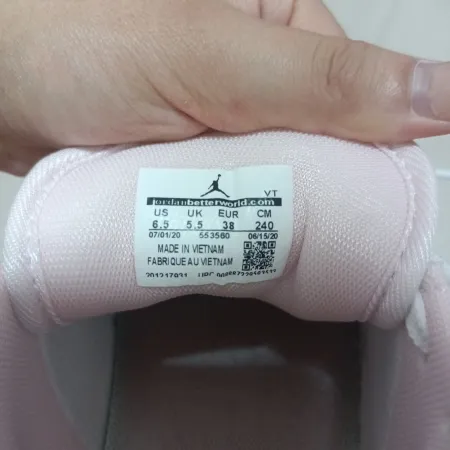 VT
jordanbetterworld.com
US UK EUR CM
6.5 5.5 38 240
07/01/20 553560 06/15/20
MADE IN VIETNAM
FABRIQUE AU VIETNAM